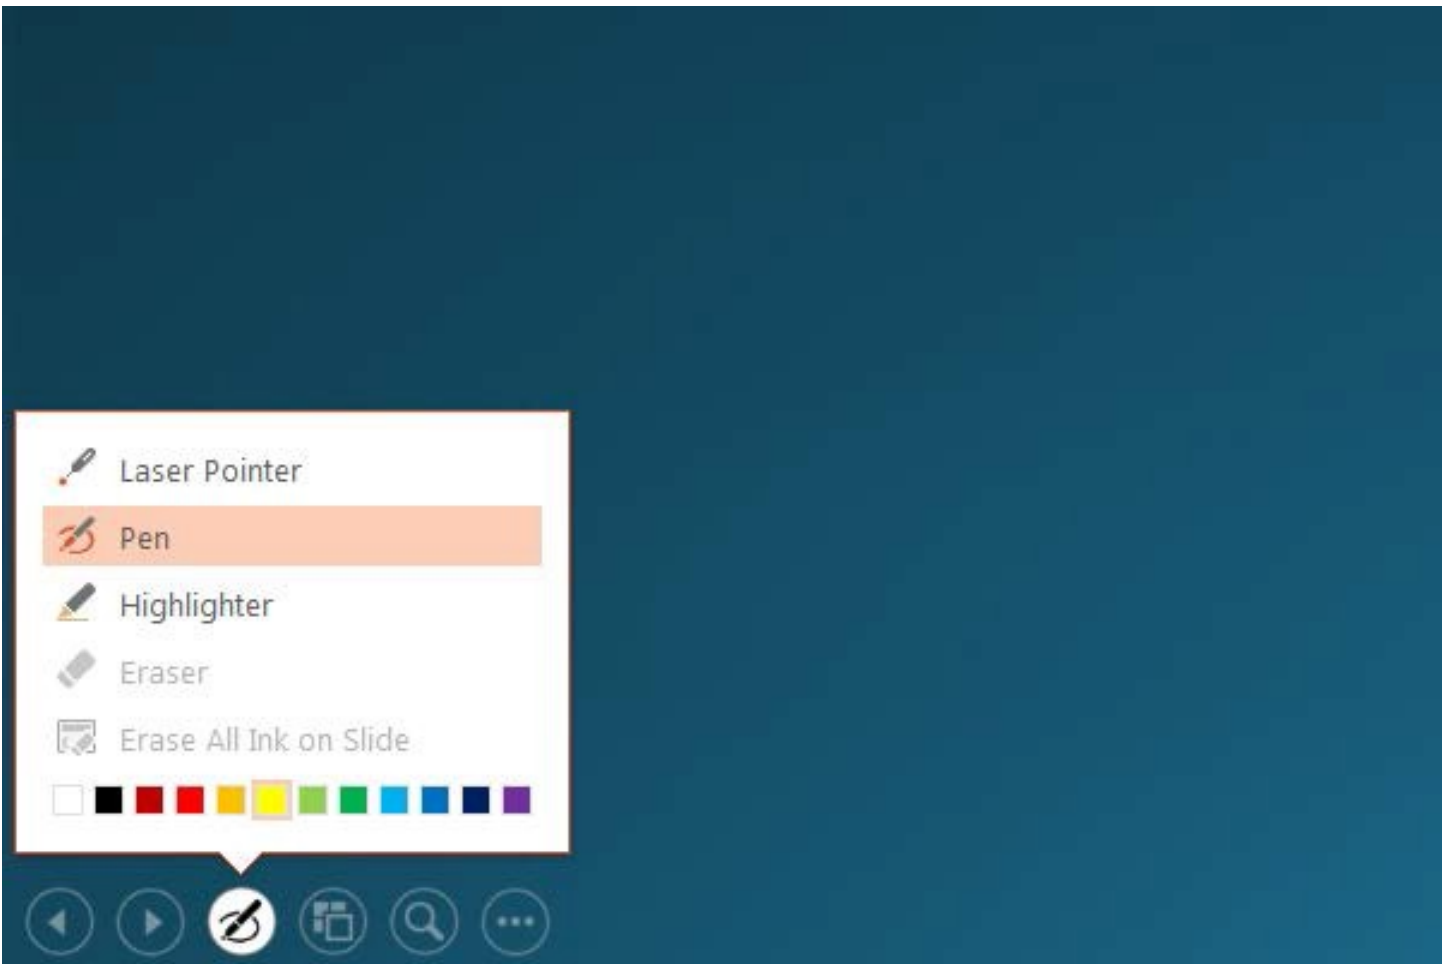 Laser Pointer
Pen
Highlighter
Eraser
Erase All Ink on Slide